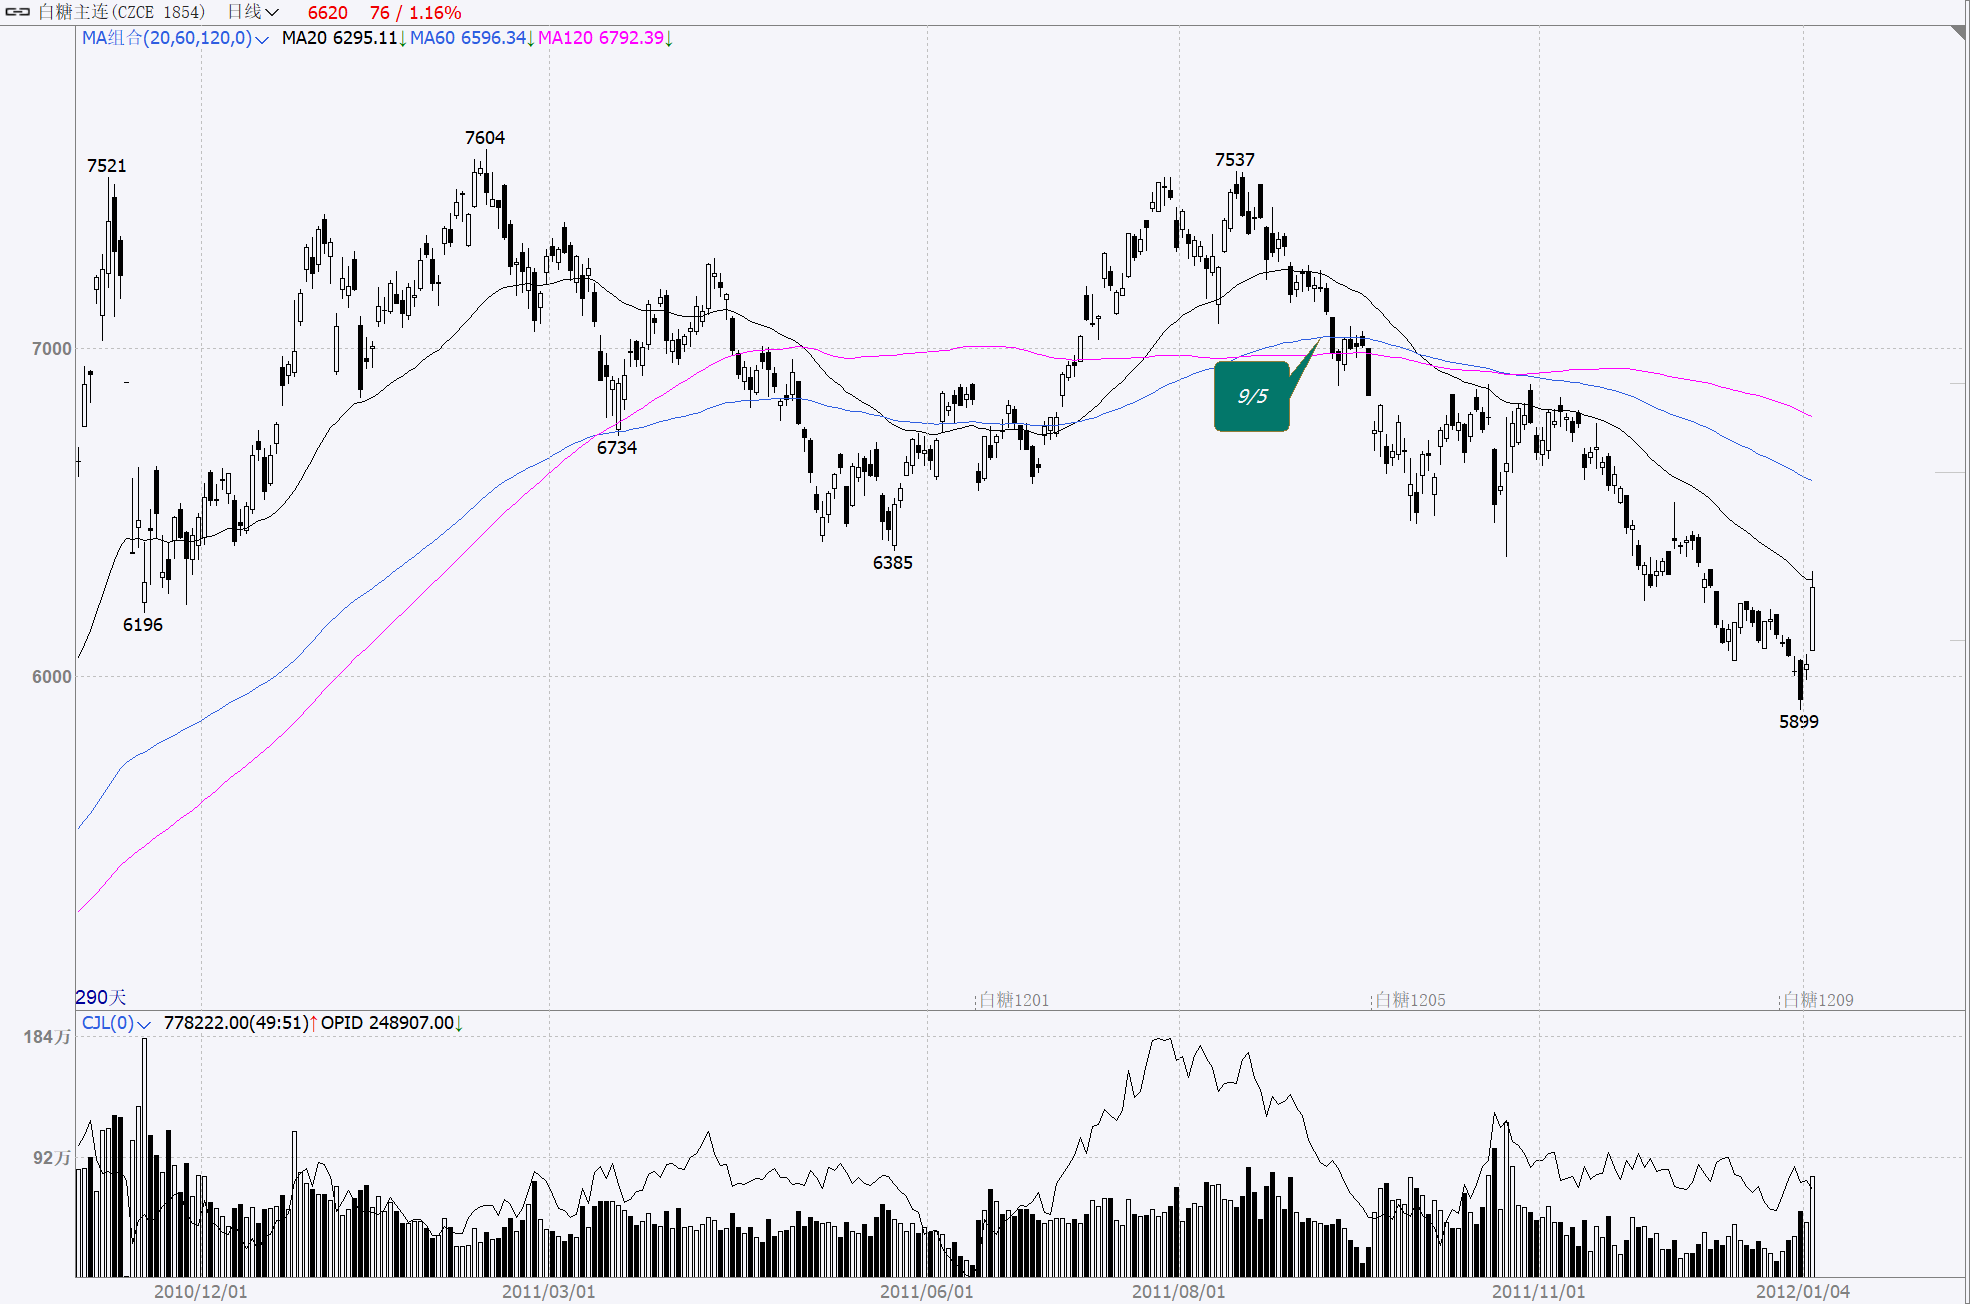 白糖主连(CZCE 1854) 日线 6620 76 / 1.16%
MA组合(20,60,120,0) MA20 6295.11↓ MA60 6596.34↓ MA120 6792.39↓
7604
7537
7521
7000
9/5
6734
6385
6196
6000
5899
290天
白糖1201 白糖1205 白糖1209
CJL(0) 778222.00(49:51)↑ OPID 248907.00↓
184万
92万
2010/12/01 2011/03/01 2011/06/01 2011/08/01 2011/11/01 2012/01/04